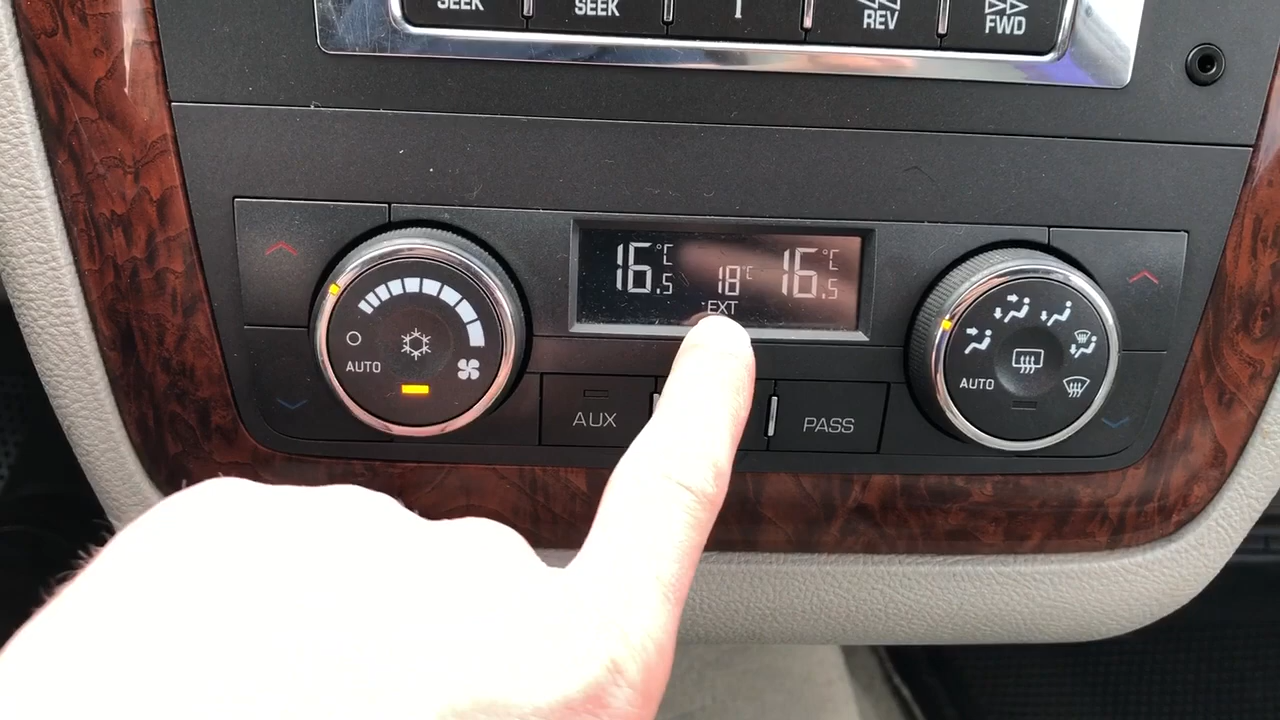 SEEK
SEEK
REV
FWD
16.5°C
18°C
16.5°C
EXT
AUTO
AUX
PASS
AUTO